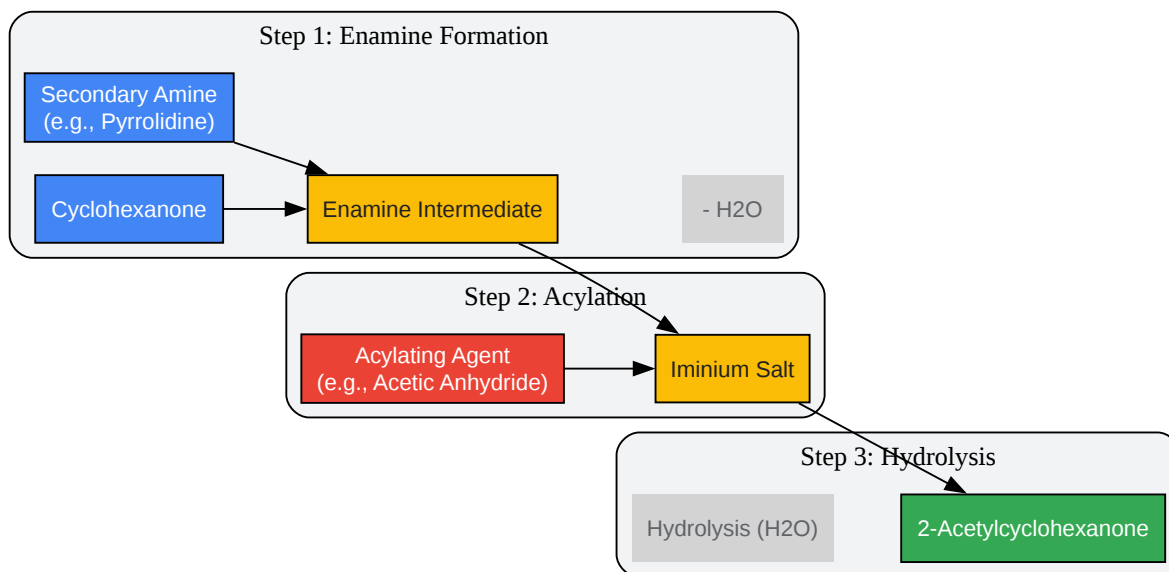 Step 1: Enamine Formation
Secondary Amine
(e.g., Pyrrolidine)
Cyclohexanone
Enamine Intermediate
- H2O
Step 2: Acylation
Acylating Agent
(e.g., Acetic Anhydride)
Iminium Salt
Step 3: Hydrolysis
Hydrolysis (H2O)
2-Acetylcyclohexanone